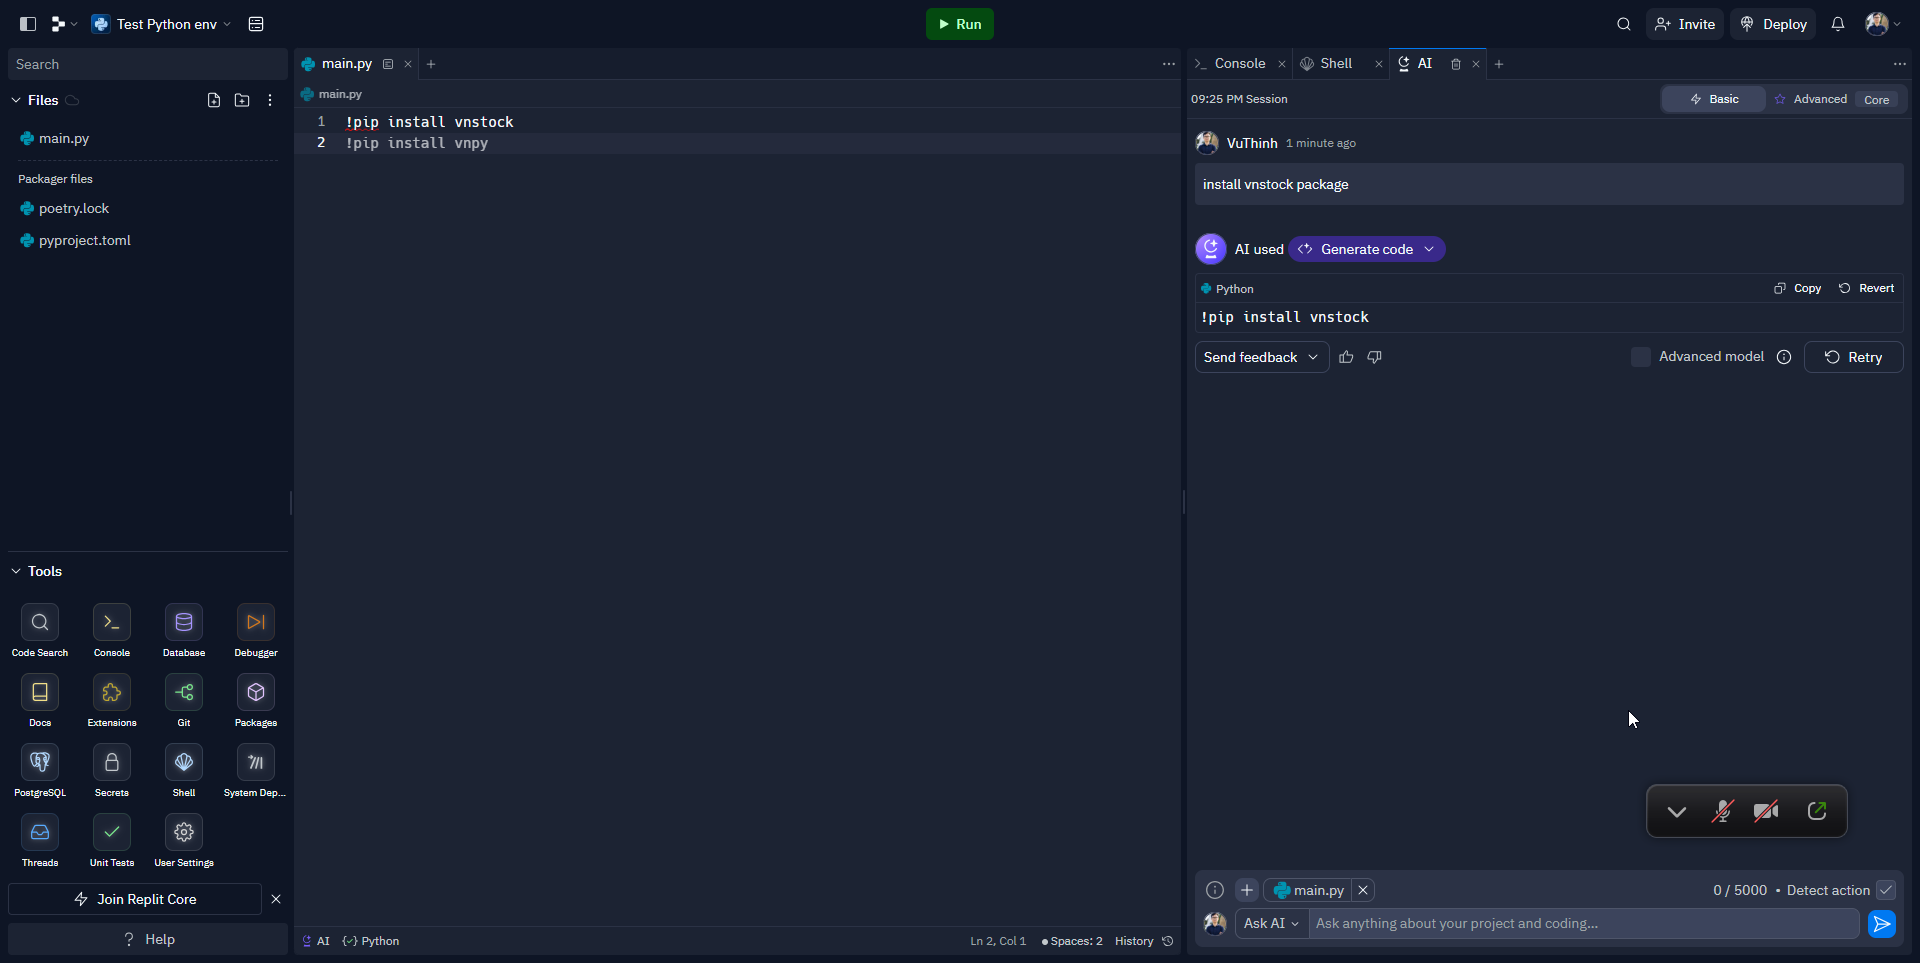 Test Python env
Run
Invite
Deploy
Search
Files
main.py
Packager files
poetry.lock
pyproject.toml
Tools
Code Search
Console
Database
Debugger
Docs
Extensions
Git
Packages
PostgreSQL
Secrets
Shell
System Dep...
Threads
Unit Tests
User Settings
Join Replit Core
Help
main.py
main.py
1 !pip install vnstock
2 !pip install vnpy
AI
Python
Ln 2, Col 1
Spaces: 2
History
Console
Shell
AI
09:25 PM Session
Basic
Advanced
Core
VuThinh 1 minute ago
install vnstock package
AI used Generate code
Python
Copy
Revert
!pip install vnstock
Send feedback
Advanced model
Retry
main.py
0 / 5000 • Detect action
Ask AI
Ask anything about your project and coding...